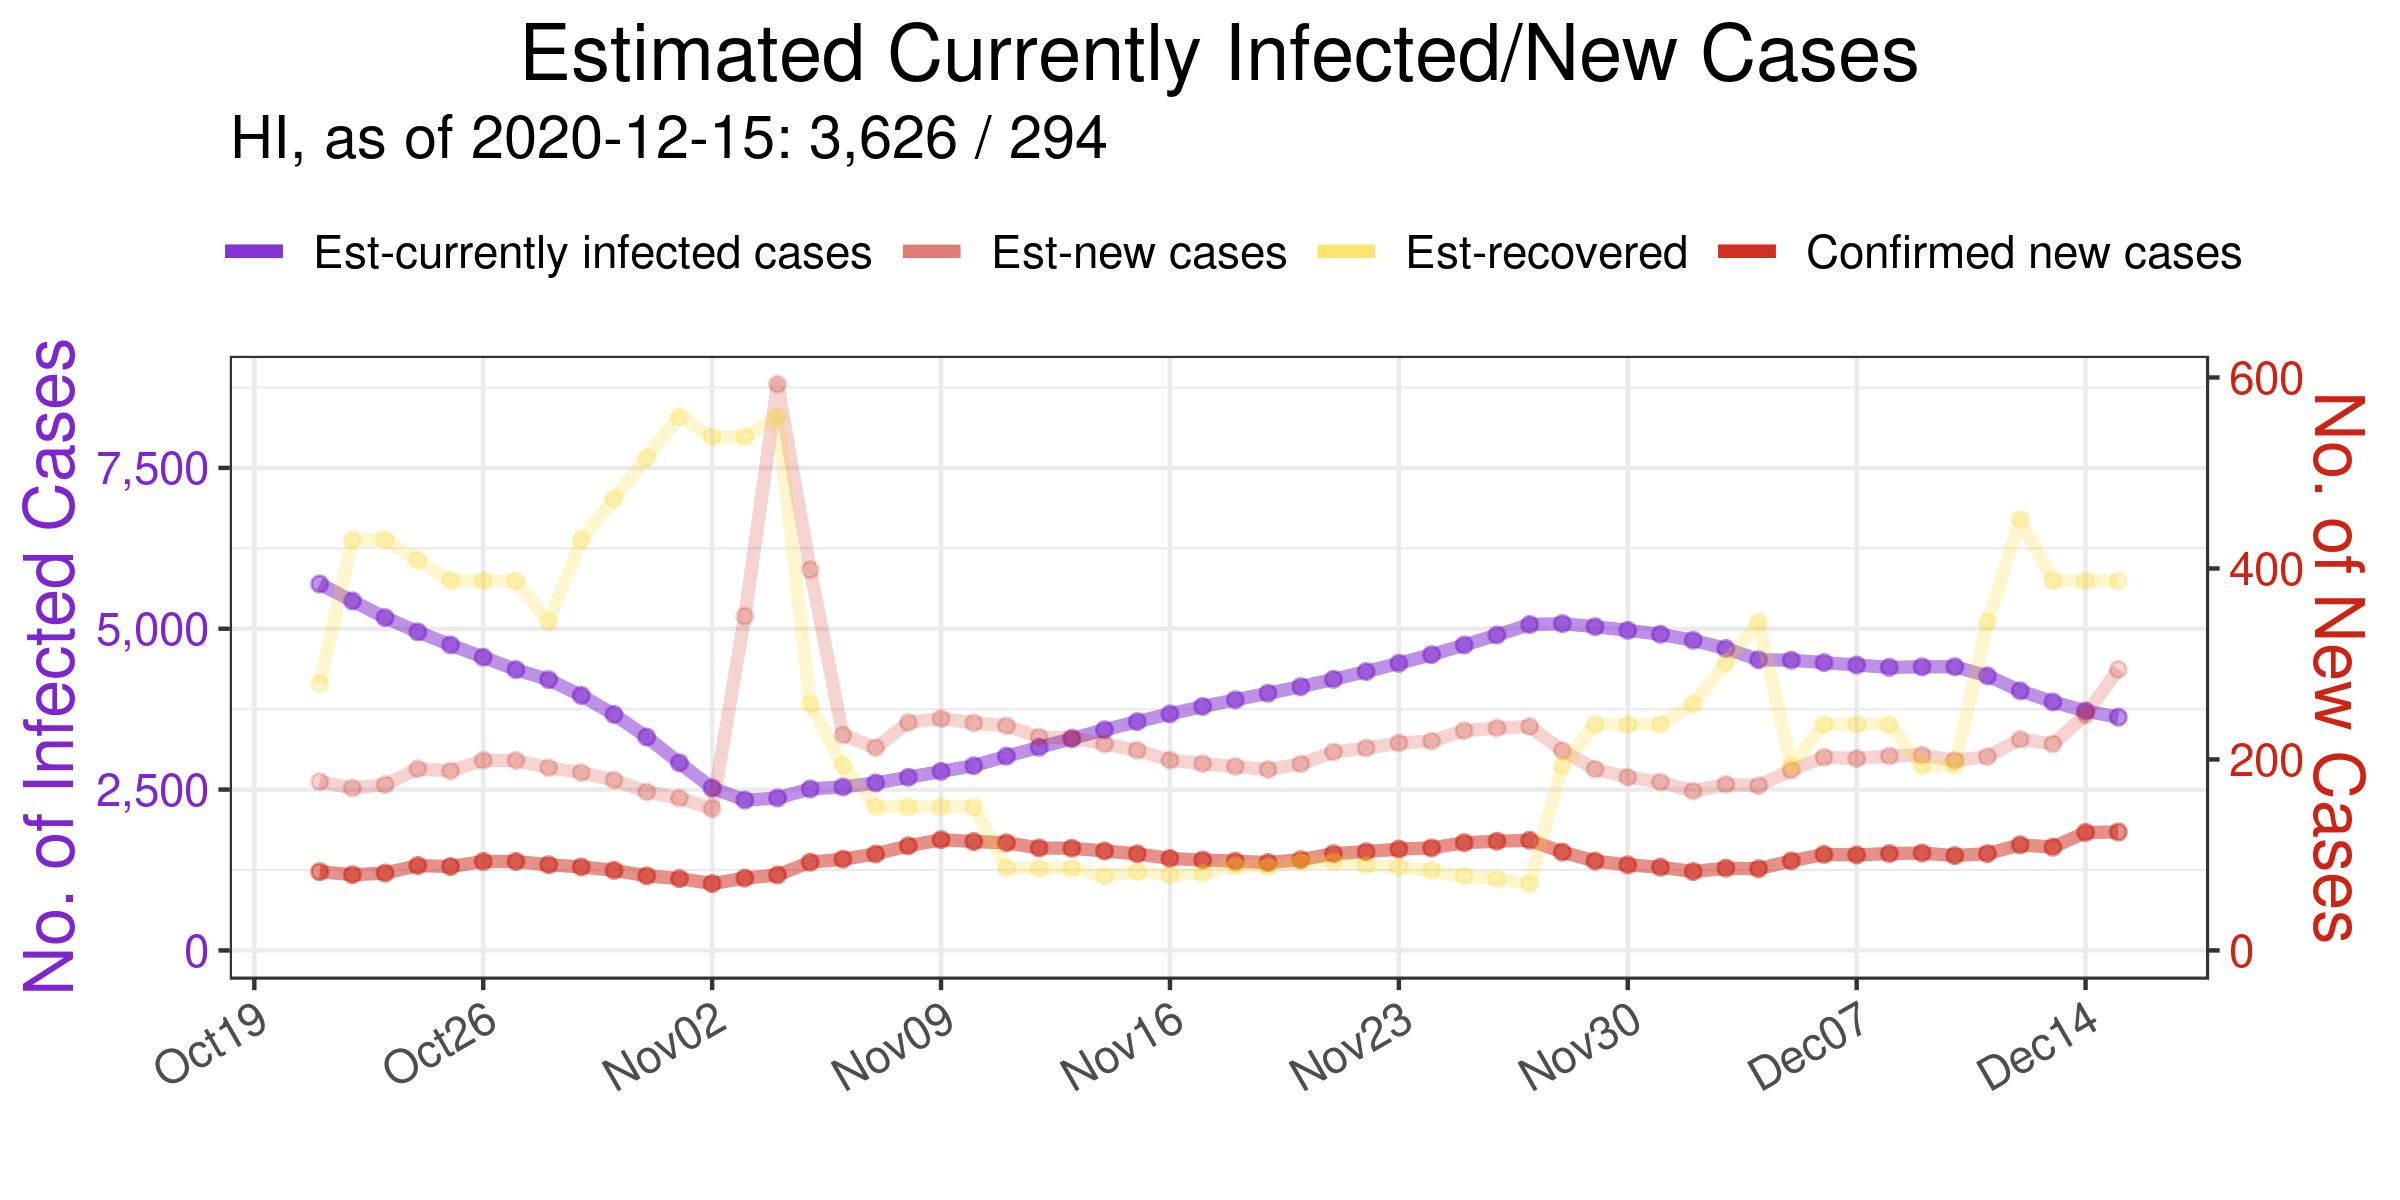 Estimated Currently Infected/New Cases
HI, as of 2020-12-15: 3,626 / 294
Est-currently infected cases Est-new cases Est-recovered Confirmed new cases
No. of Infected Cases
7,500
5,000
2,500
0
600
400
200
0
No. of New Cases
Oct19 Oct26 Nov02 Nov09 Nov16 Nov23 Nov30 Dec07 Dec14